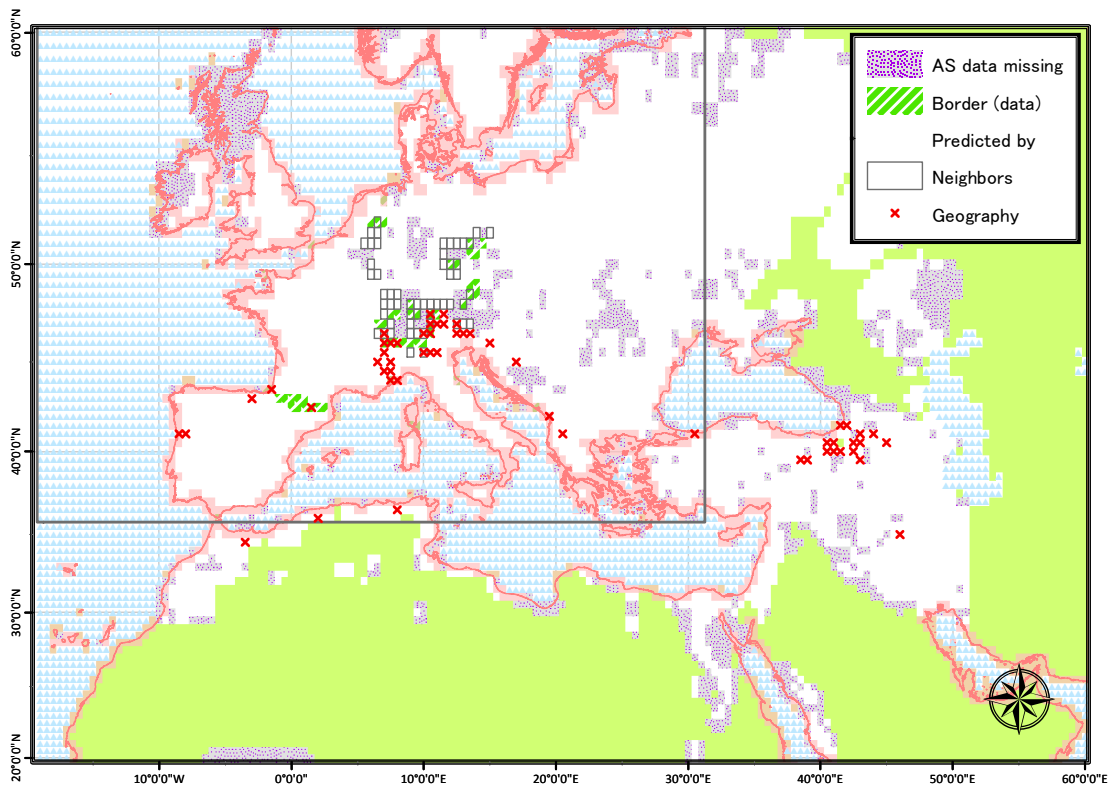 AS data missing
Border (data)
Predicted by
Neighbors
Geography
60°0'0"N
50°0'0"N
40°0'0"N
30°0'0"N
20°0'0"N
10°0'0"W
0°0'0"
10°0'0"E
20°0'0"E
30°0'0"E
40°0'0"E
50°0'0"E
60°0'0"E